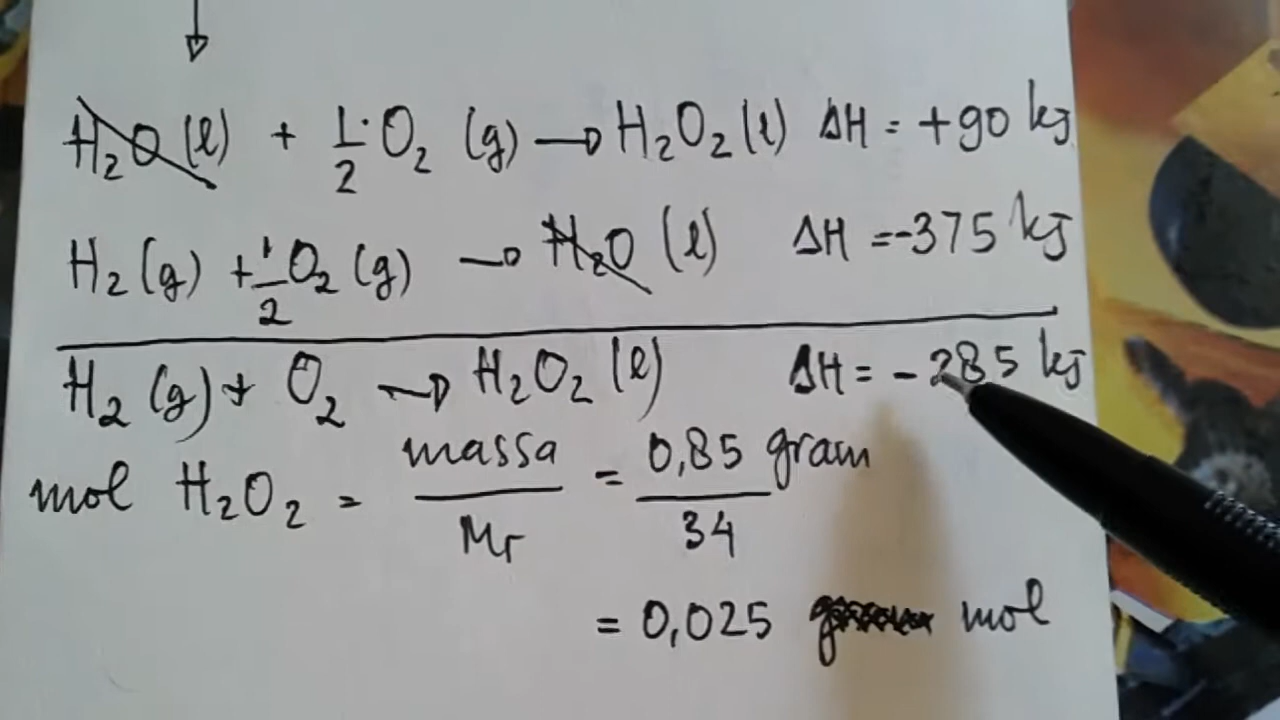 H₂O (l) + 1/2 · O₂ (g) → H₂O₂ (l) ΔH = +90 kJ
H₂ (g) + 1/2 O₂ (g) → H₂O (l) ΔH = -375 kJ
H₂ (g) + O₂ → H₂O₂ (l) ΔH = -285 kJ
mol H₂O₂ = massa / Mr = 0,85 gram / 34
= 0,025 mol